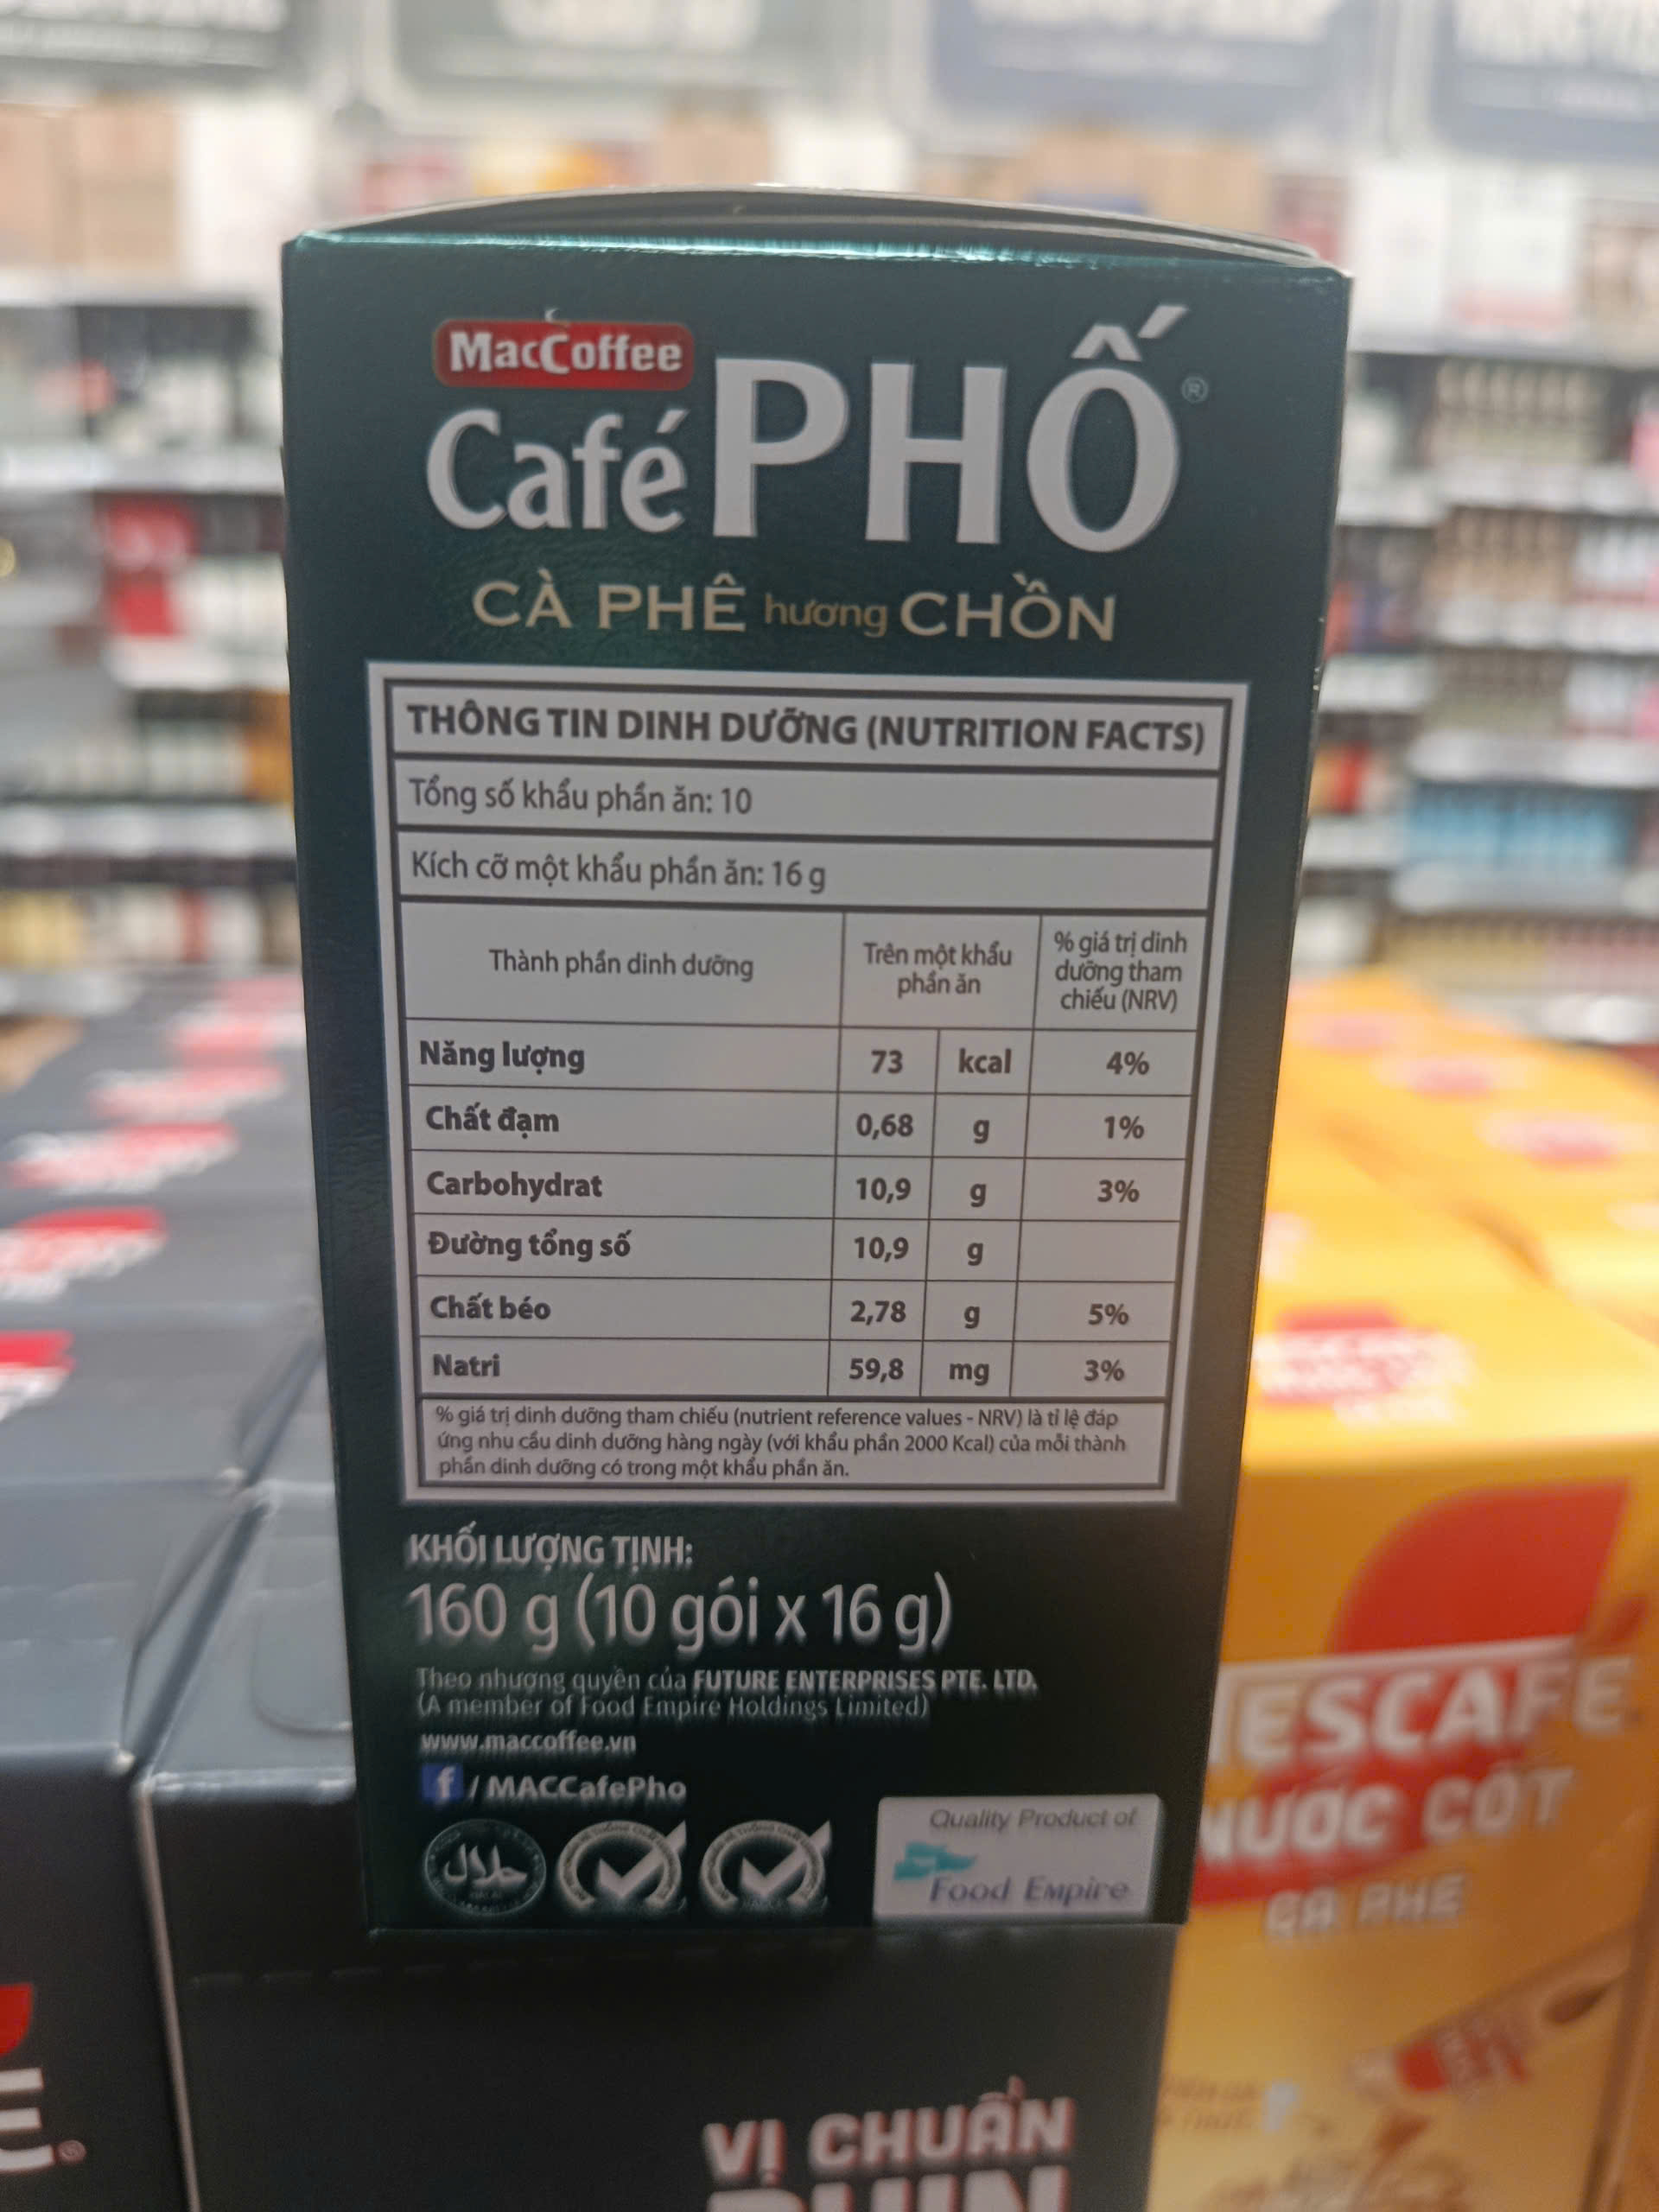 MacCoffee
Café PHỐ ®
CÀ PHÊ hương CHỒN
THÔNG TIN DINH DƯỠNG (NUTRITION FACTS)
Tổng số khẩu phần ăn: 10
Kích cỡ một khẩu phần ăn: 16 g
Thành phần dinh dưỡng
Trên một khẩu
phần ăn
% giá trị dinh
dưỡng tham
chiếu (NRV)
Năng lượng 73 kcal 4%
Chất đạm 0,68 g 1%
Carbohydrat 10,9 g 3%
Đường tổng số 10,9 g
Chất béo 2,78 g 5%
Natri 59,8 mg 3%
% giá trị dinh dưỡng tham chiếu (nutrient reference values - NRV) là tỉ lệ đáp
ứng nhu cầu dinh dưỡng hàng ngày (với khẩu phần 2000 Kcal) của mỗi thành
phần dinh dưỡng có trong một khẩu phần ăn.
KHỐI LƯỢNG TỊNH:
160 g (10 gói x 16 g)
Theo nhượng quyền của FUTURE ENTERPRISES PTE. LTD.
(A member of Food Empire Holdings Limited)
www.maccoffee.vn
f / MACCafePho
حلال
HALAL
Quality Product of
Food Empire
ESCAFÉ
NƯỚC CỐT
CÀ PHÊ
VỊ CHUẨN
PHIN